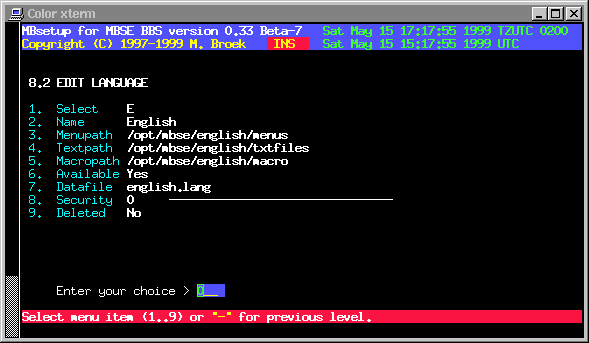 Color xterm
MBsetup for MBSE BBS version 0.33 Beta-7 Sat May 15 17:17:55 1999 TZUTC 0200
Copyright (C) 1997-1999 M. Broek INS Sat May 15 15:17:55 1999 UTC
8.2 EDIT LANGUAGE
1. Select E
2. Name English
3. Menupath /opt/mbse/english/menus
4. Textpath /opt/mbse/english/txtfiles
5. Macropath /opt/mbse/english/macro
6. Available Yes
7. Datafile english.lang
8. Security 0
9. Deleted No
Enter your choice > 0__
Select menu item (1..9) or "-" for previous level.